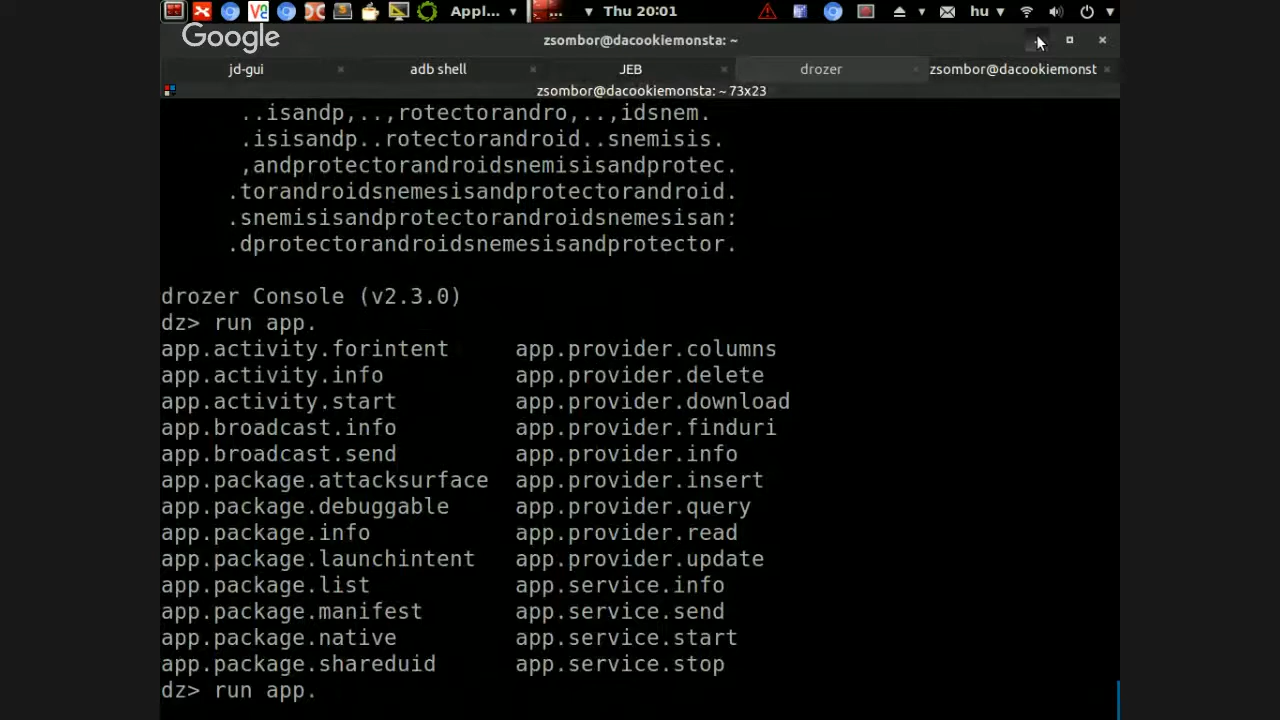 Appl... ... Thu 20:01 hu
Google
zsombor@dacookiemonsta: ~
jd-gui adb shell JEB drozer zsombor@dacookiemonst
zsombor@dacookiemonsta: ~ 73x23
..isandp,..,rotectorandro,..,idsnem.
.isisandp..rotectorandroid..snemisis.
,andprotectorandroidsnemisisandprotec.
.torandroidsnemesisandprotectorandroid.
.snemisisandprotectorandroidsnemesisan:
.dprotectorandroidsnemesisandprotector.
drozer Console (v2.3.0)
dz> run app.
app.activity.forintent app.provider.columns
app.activity.info app.provider.delete
app.activity.start app.provider.download
app.broadcast.info app.provider.finduri
app.broadcast.send app.provider.info
app.package.attacksurface app.provider.insert
app.package.debuggable app.provider.query
app.package.info app.provider.read
app.package.launchintent app.provider.update
app.package.list app.service.info
app.package.manifest app.service.send
app.package.native app.service.start
app.package.shareduid app.service.stop
dz> run app.